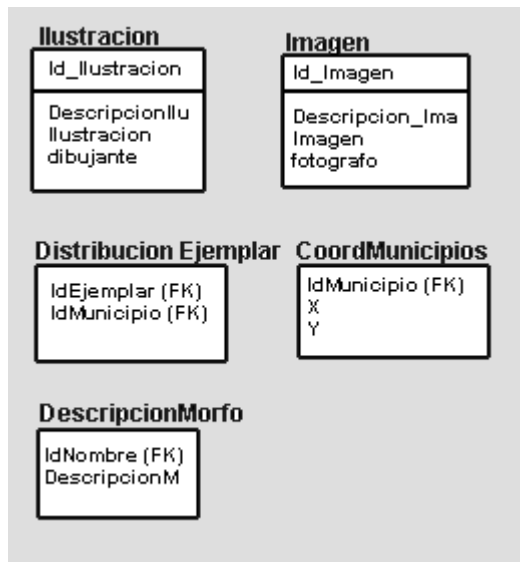 Ilustracion
Id_Ilustracion
DescripcionIlu
Ilustracion
dibujante
Imagen
Id_Imagen
Descripcion_Ima
Imagen
fotografo
Distribucion Ejemplar
IdEjemplar (FK)
IdMunicipio (FK)
CoordMunicipios
IdMunicipio (FK)
X
Y
DescripcionMorfo
IdNombre (FK)
DescripcionM